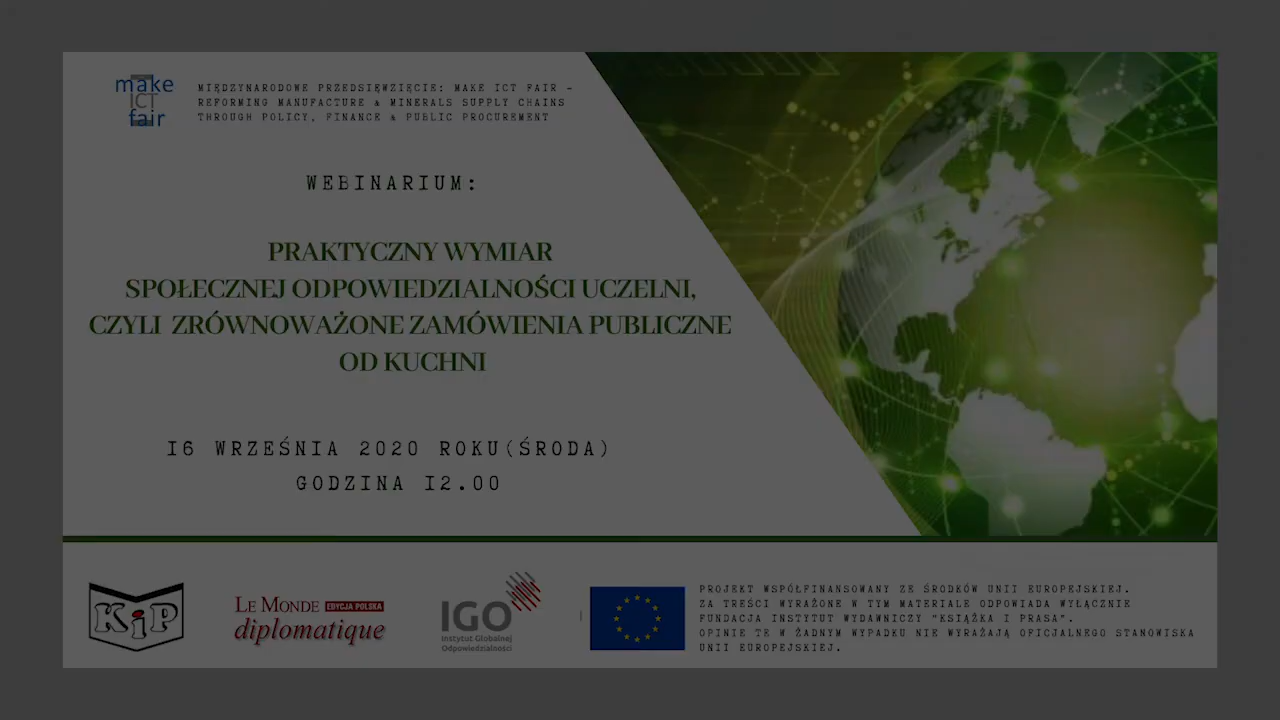 make
ICT
fair
MIĘDZYNARODOWE PRZEDSIĘWZIĘCIE: MAKE ICT FAIR -
REFORMING MANUFACTURE & MINERALS SUPPLY CHAINS
THROUGH POLICY, FINANCE & PUBLIC PROCUREMENT
WEBINARIUM:
PRAKTYCZNY WYMIAR
SPOŁECZNEJ ODPOWIEDZIALNOŚCI UCZELNI,
CZYLI ZRÓWNOWAŻONE ZAMÓWIENIA PUBLICZNE
OD KUCHNI
16 WRZEŚNIA 2020 ROKU(ŚRODA)
GODZINA 12.00
KiP
LE MONDE EDYCJA POLSKA
diplomatique
IGO
Instytut Globalnej
Odpowiedzialności
PROJEKT WSPÓŁFINANSOWANY ZE ŚRODKÓW UNII EUROPEJSKIEJ.
ZA TREŚCI WYRAŻONE W TYM MATERIALE ODPOWIADA WYŁĄCZNIE
FUNDACJA INSTYTUT WYDAWNICZY "KSIĄŻKA I PRASA".
OPINIE TE W ŻADNYM WYPADKU NIE WYRAŻAJĄ OFICJALNEGO STANOWISKA
UNII EUROPEJSKIEJ.